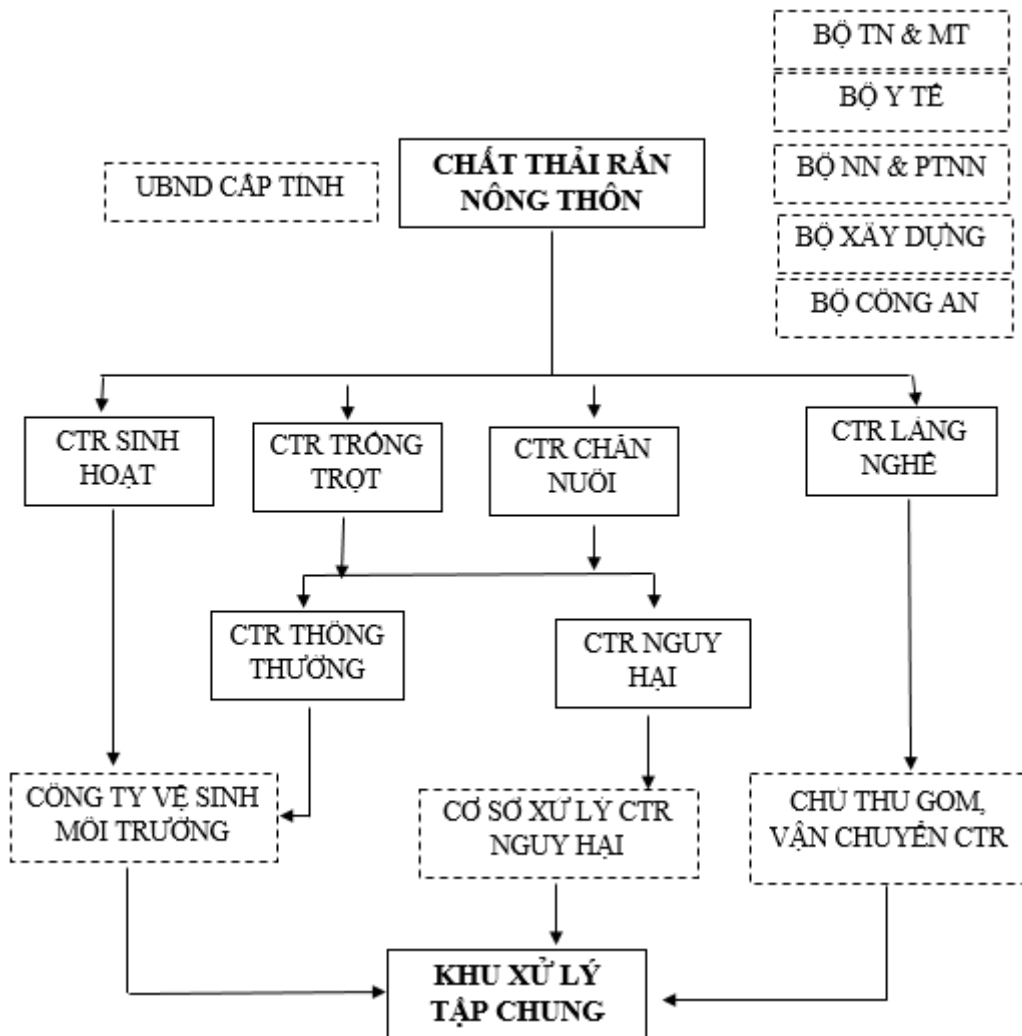 BỘ TN & MT
BỘ Y TẾ
CHẤT THẢI RẮN
NÔNG THÔN
UBND CẤP TỈNH
BỘ NN & PTNN
BỘ XÂY DỰNG
BỘ CÔNG AN
CTR SINH
HOẠT
CTR TRỒNG
TRỌT
CTR CHĂN
NUÔI
CTR LÀNG
NGHỀ
CTR THÔNG
THƯỜNG
CTR NGUY
HẠI
CÔNG TY VỆ SINH
MÔI TRƯỜNG
CƠ SỞ XỬ LÝ CTR
NGUY HẠI
CHỦ THU GOM,
VẬN CHUYỂN CTR
KHU XỬ LÝ
TẬP CHUNG